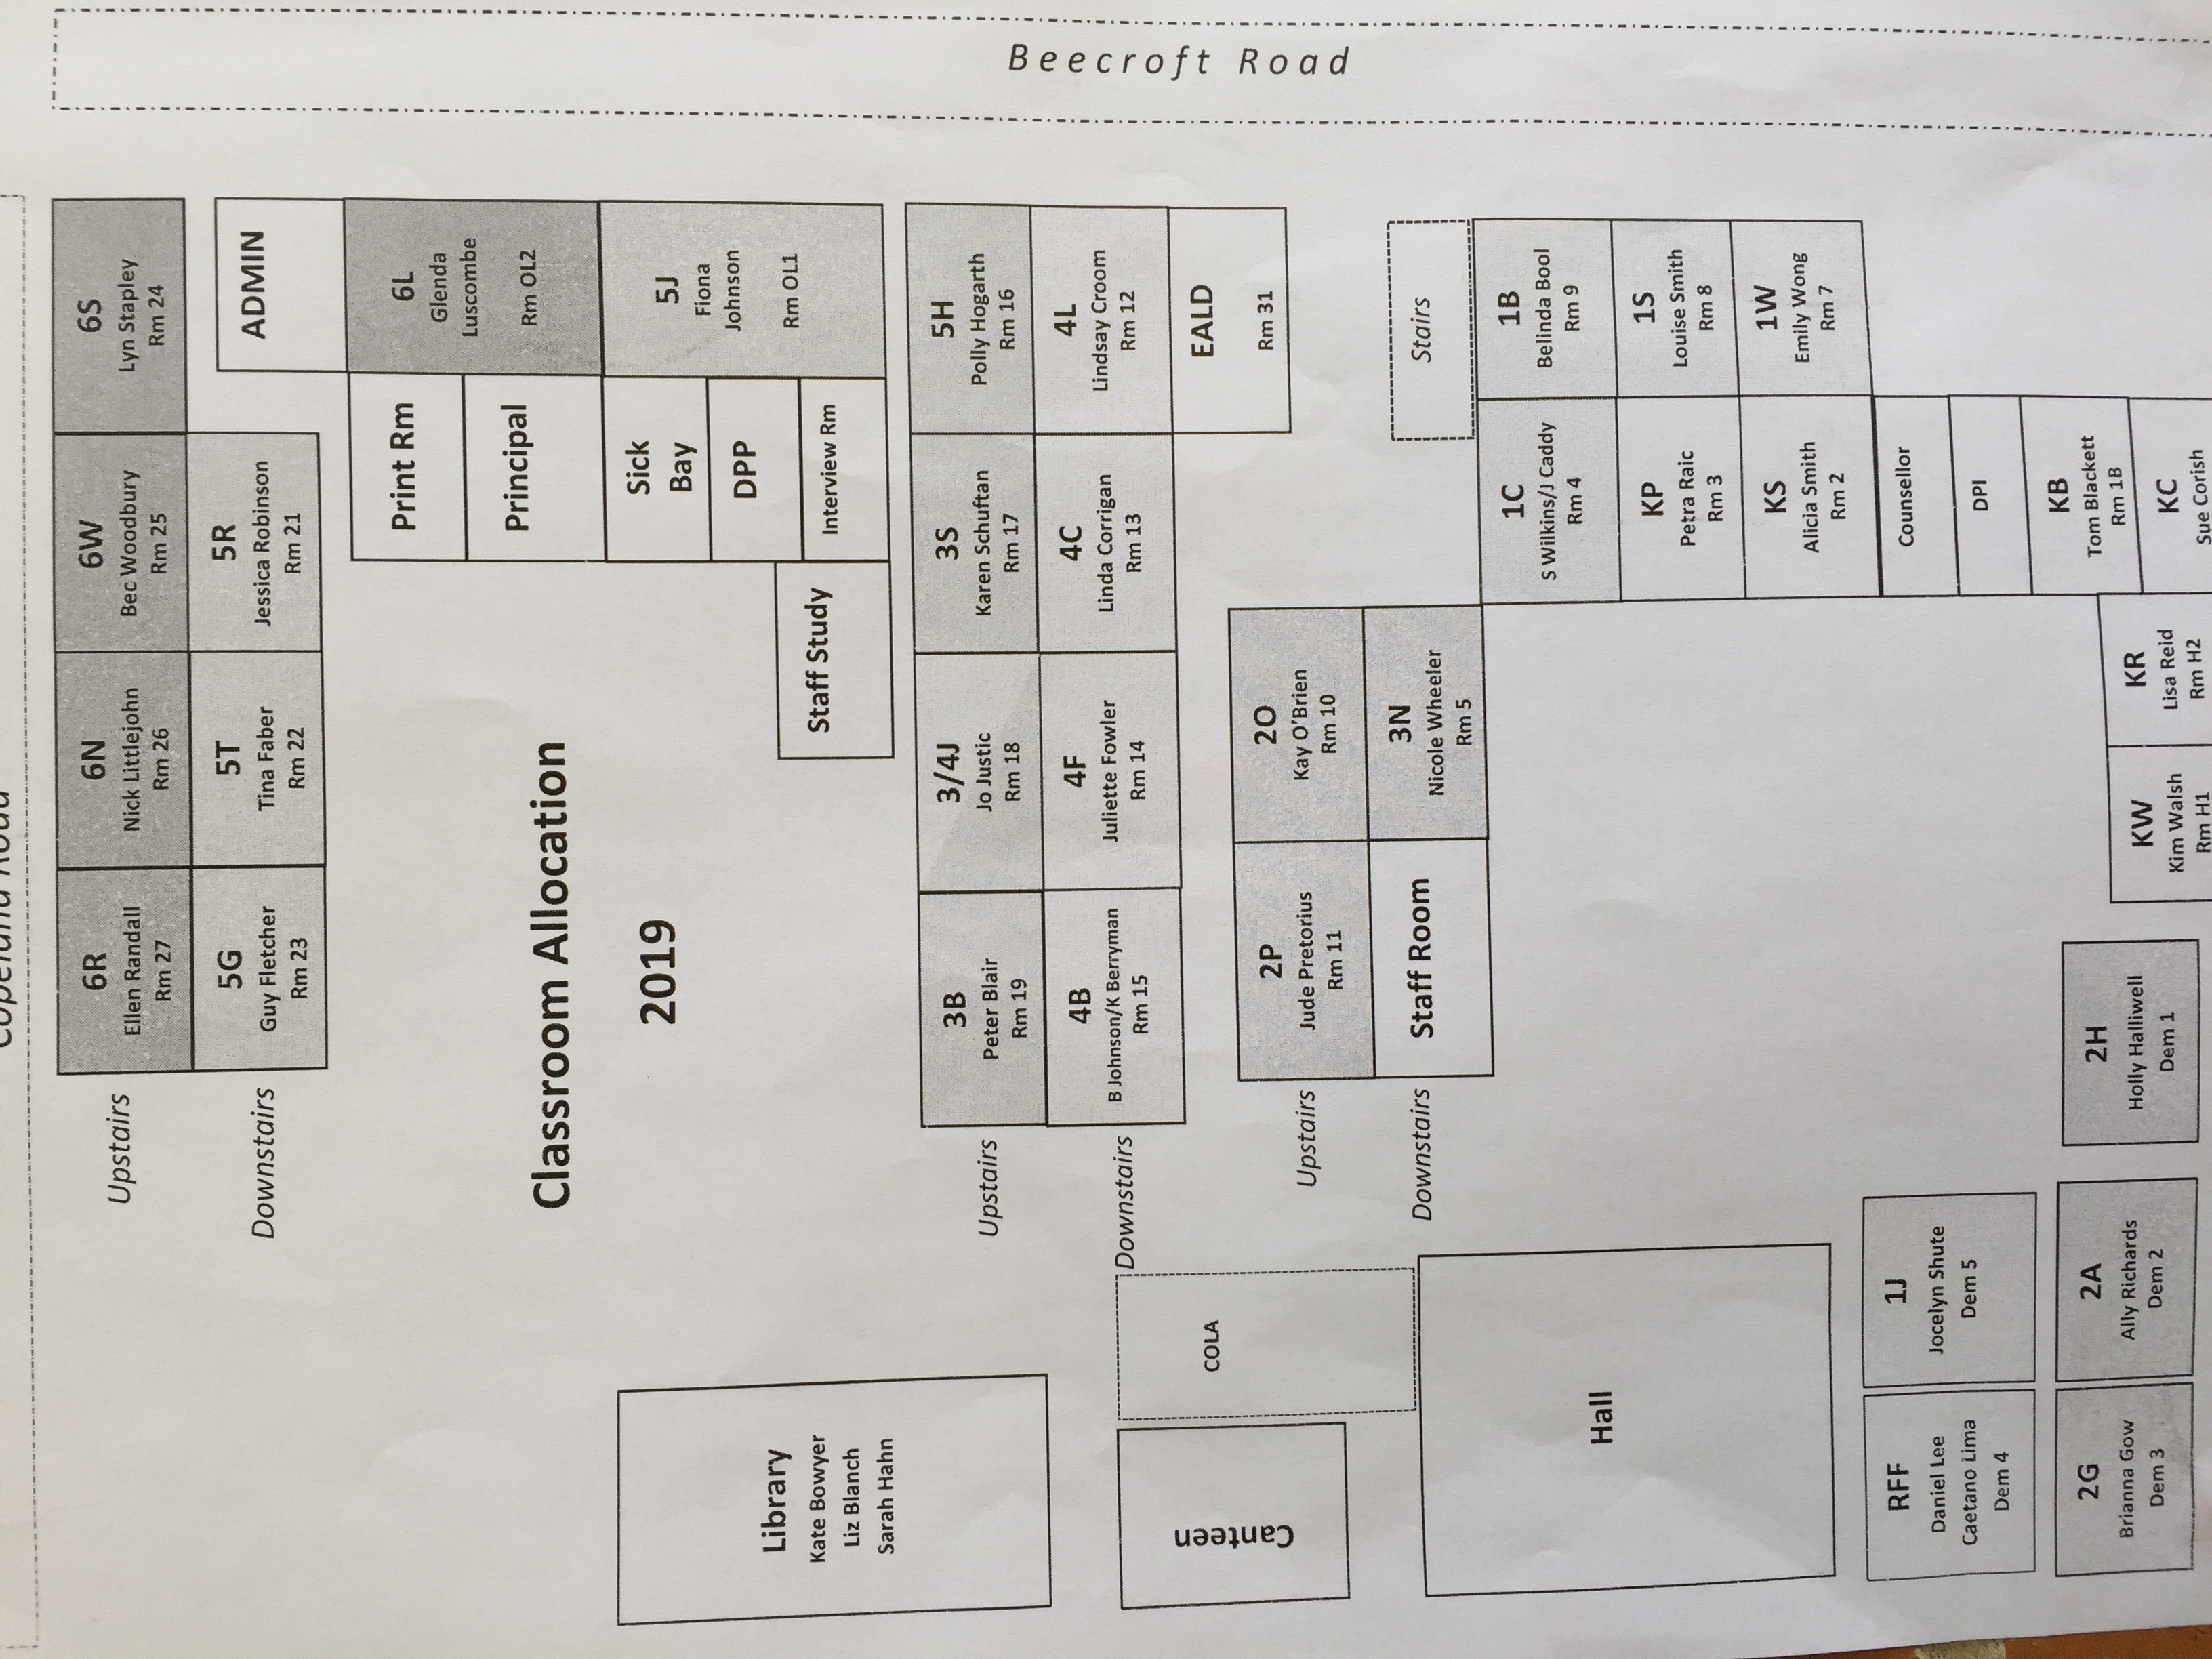 Copeland Road
Upstairs
6R
Ellen Randall
Rm 27
6N
Nick Littlejohn
Rm 26
6W
Bec Woodbury
Rm 25
6S
Lyn Stapley
Rm 24
Downstairs
5G
Guy Fletcher
Rm 23
5T
Tina Faber
Rm 22
5R
Jessica Robinson
Rm 21
ADMIN
Print Rm
6L
Glenda
Luscombe
Rm OL2
Principal
Classroom Allocation
2019
Sick
Bay
5J
Fiona
Johnson
Rm OL1
DPP
Staff Study
Interview Rm
Library
Kate Bowyer
Liz Blanch
Sarah Hahn
Upstairs
3B
Peter Blair
Rm 19
3/4J
Jo Justic
Rm 18
3S
Karen Schuftan
Rm 17
5H
Polly Hogarth
Rm 16
Beecroft Road
Downstairs
4B
B Johnson/K Berryman
Rm 15
4F
Juliette Fowler
Rm 14
4C
Linda Corrigan
Rm 13
4L
Lindsay Croom
Rm 12
EALD
Rm 31
Canteen
COLA
Upstairs
2P
Jude Pretorius
Rm 11
2O
Kay O'Brien
Rm 10
Downstairs
Staff Room
3N
Nicole Wheeler
Rm 5
Stairs
Hall
1C
S Wilkins/J Caddy
Rm 4
1B
Belinda Bool
Rm 9
KP
Petra Raic
Rm 3
1S
Louise Smith
Rm 8
KS
Alicia Smith
Rm 2
1W
Emily Wong
Rm 7
Counsellor
DPI
RFF
Daniel Lee
Caetano Lima
Dem 4
1J
Jocelyn Shute
Dem 5
2G
Brianna Gow
Dem 3
2A
Ally Richards
Dem 2
2H
Holly Halliwell
Dem 1
KW
Kim Walsh
Rm H1
KR
Lisa Reid
Rm H2
KB
Tom Blackett
Rm 1B
KC
Sue Corish